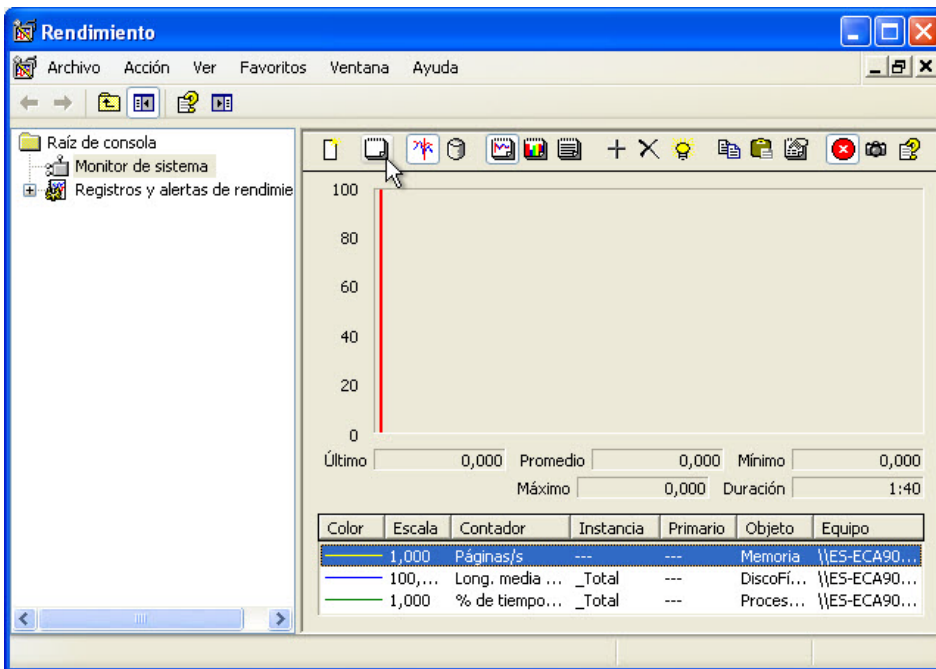 Rendimiento
Archivo Acción Ver Favoritos Ventana Ayuda
Raíz de consola
Monitor de sistema
Registros y alertas de rendimie
100
80
60
40
20
0
Último 0,000 Promedio 0,000 Mínimo 0,000
Máximo 0,000 Duración 1:40
Color Escala Contador Instancia Primario Objeto Equipo
1,000 Páginas/s --- --- Memoria \\ES-ECA90...
100,... Long. media ... _Total --- DiscoFí... \\ES-ECA90...
1,000 % de tiempo... _Total --- Proces... \\ES-ECA90...